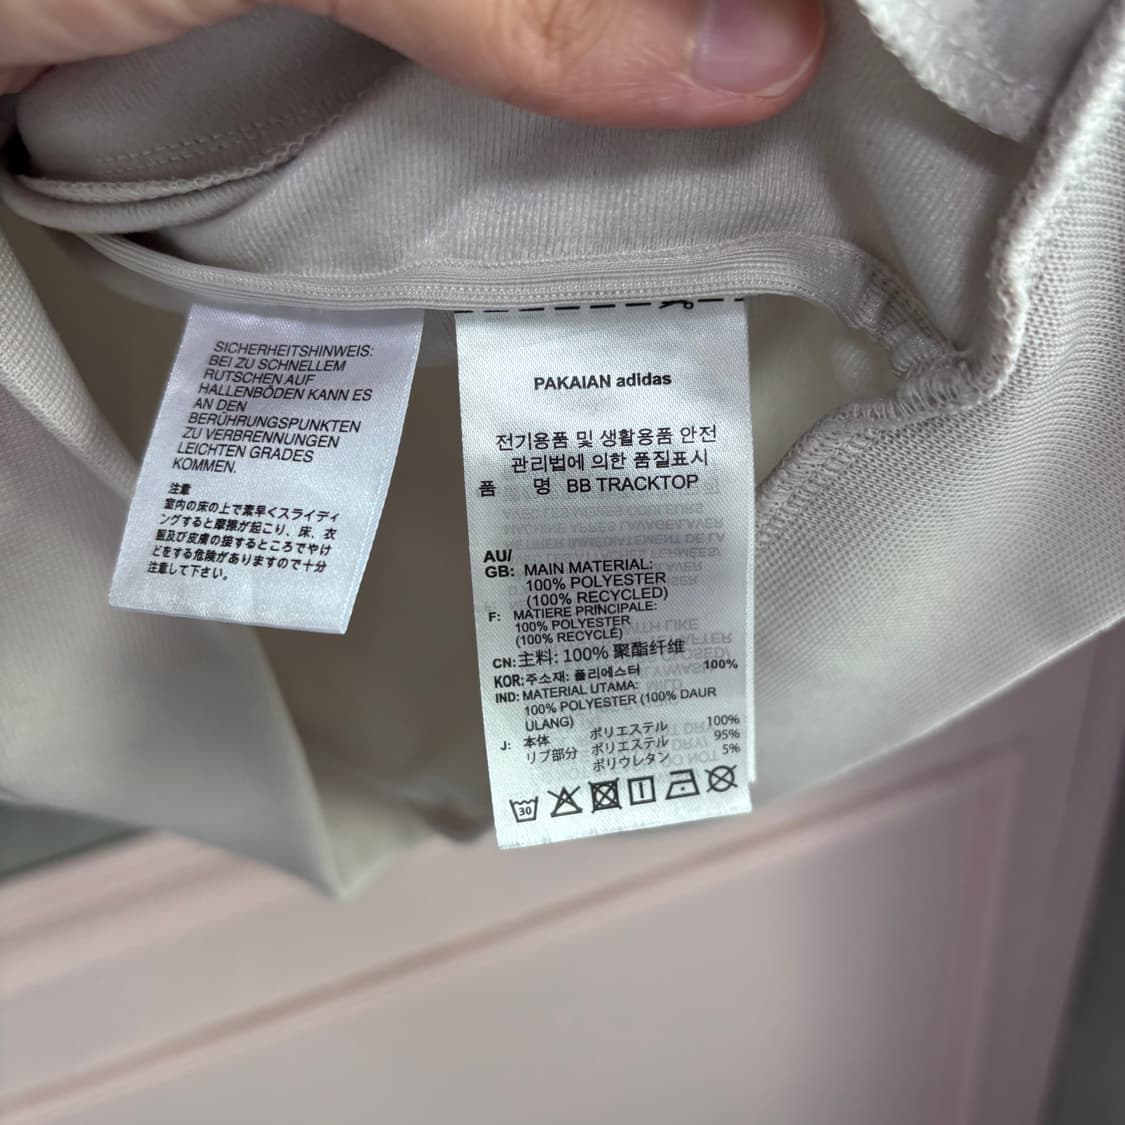 SICHERHEITSHINWEIS:
BEI ZU SCHNELLEM
RUTSCHEN AUF
HALLENBÖDEN KANN ES
AN DEN
BERÜHRUNGSPUNKTEN
ZU VERBRENNUNGEN
LEICHTEN GRADES
KOMMEN.
注意
室内の床の上で素早くスライディ
ングすると摩擦が起こり、床、衣
服及び皮膚の接するところでやけ
どをする危険がありますので十分
注意して下さい。
PAKAIAN adidas
전기용품 및 생활용품 안전
관리법에 의한 품질표시
품 명 BB TRACKTOP
AU/
GB: MAIN MATERIAL:
100% POLYESTER
(100% RECYCLED)
F: MATIERE PRINCIPALE:
100% POLYESTER
(100% RECYCLÉ)
CN: 主料: 100% 聚酯纤维
KOR: 주소재: 폴리에스터 100%
IND: MATERIAL UTAMA:
100% POLYESTER (100% DAUR
ULANG)
J: 本体 ポリエステル 100%
リブ部分 ポリエステル 95%
ポリウレタン 5%
30